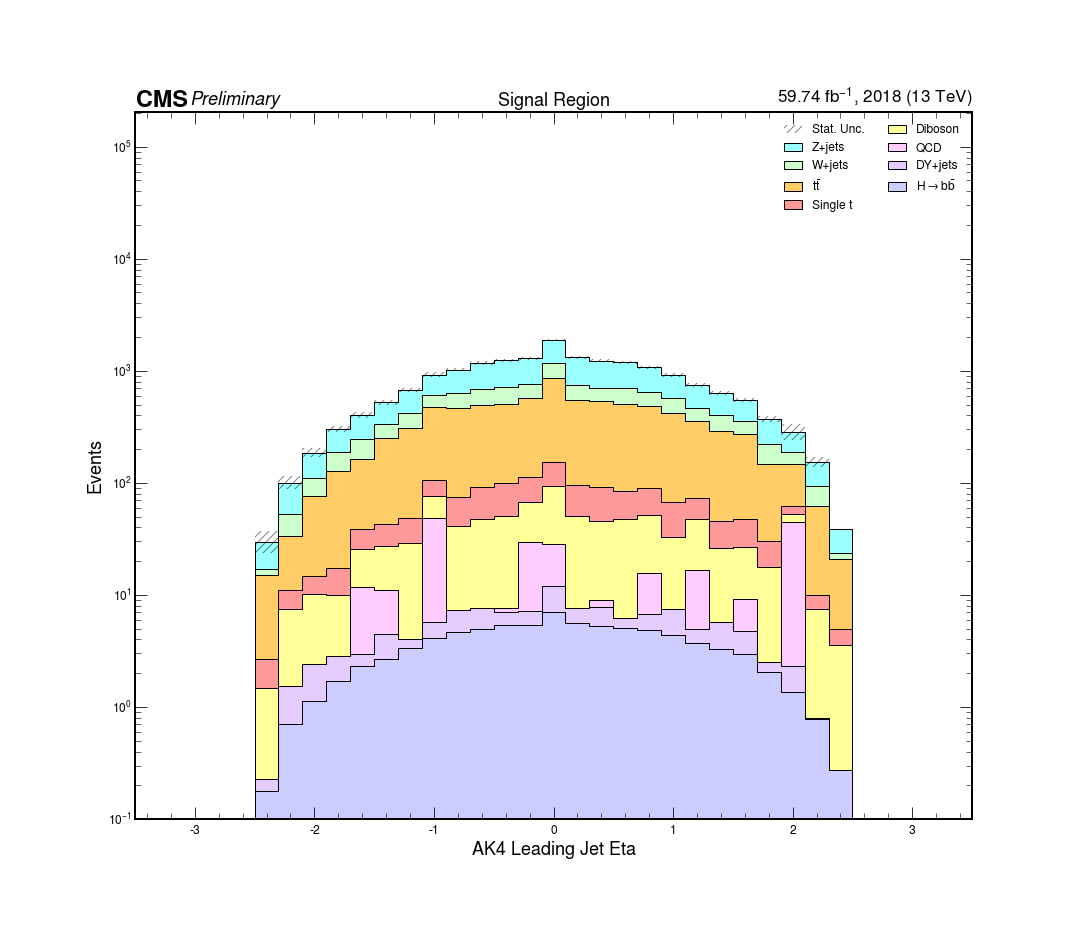 CMS Preliminary
Signal Region
59.74 fb⁻¹, 2018 (13 TeV)
Stat. Unc.
Z+jets
W+jets
tt̄
Single t
Diboson
QCD
DY+jets
H→bb̄
10⁵
10⁴
10³
10²
10¹
10⁰
10⁻¹
Events
-3 -2 -1 0 1 2 3
AK4 Leading Jet Eta